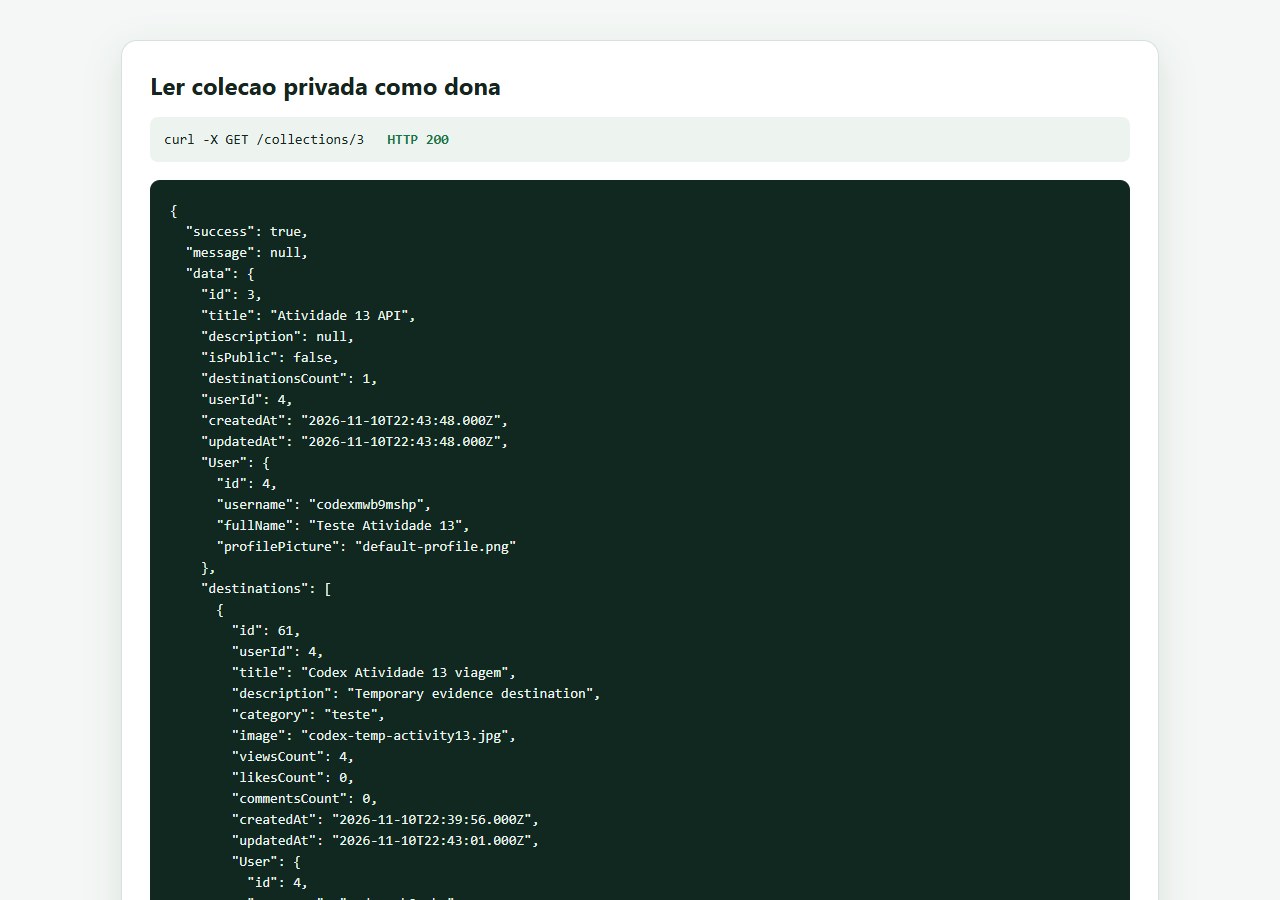 Ler colecao privada como dona
curl -X GET /collections/3   HTTP 200
{
  "success": true,
  "message": null,
  "data": {
    "id": 3,
    "title": "Atividade 13 API",
    "description": null,
    "isPublic": false,
    "destinationsCount": 1,
    "userId": 4,
    "createdAt": "2026-11-10T22:43:48.000Z",
    "updatedAt": "2026-11-10T22:43:48.000Z",
    "User": {
      "id": 4,
      "username": "codexmwb9mshp",
      "fullName": "Teste Atividade 13",
      "profilePicture": "default-profile.png"
    },
    "destinations": [
      {
        "id": 61,
        "userId": 4,
        "title": "Codex Atividade 13 viagem",
        "description": "Temporary evidence destination",
        "category": "teste",
        "image": "codex-temp-activity13.jpg",
        "viewsCount": 4,
        "likesCount": 0,
        "commentsCount": 0,
        "createdAt": "2026-11-10T22:39:56.000Z",
        "updatedAt": "2026-11-10T22:43:01.000Z",
        "User": {
          "id": 4,